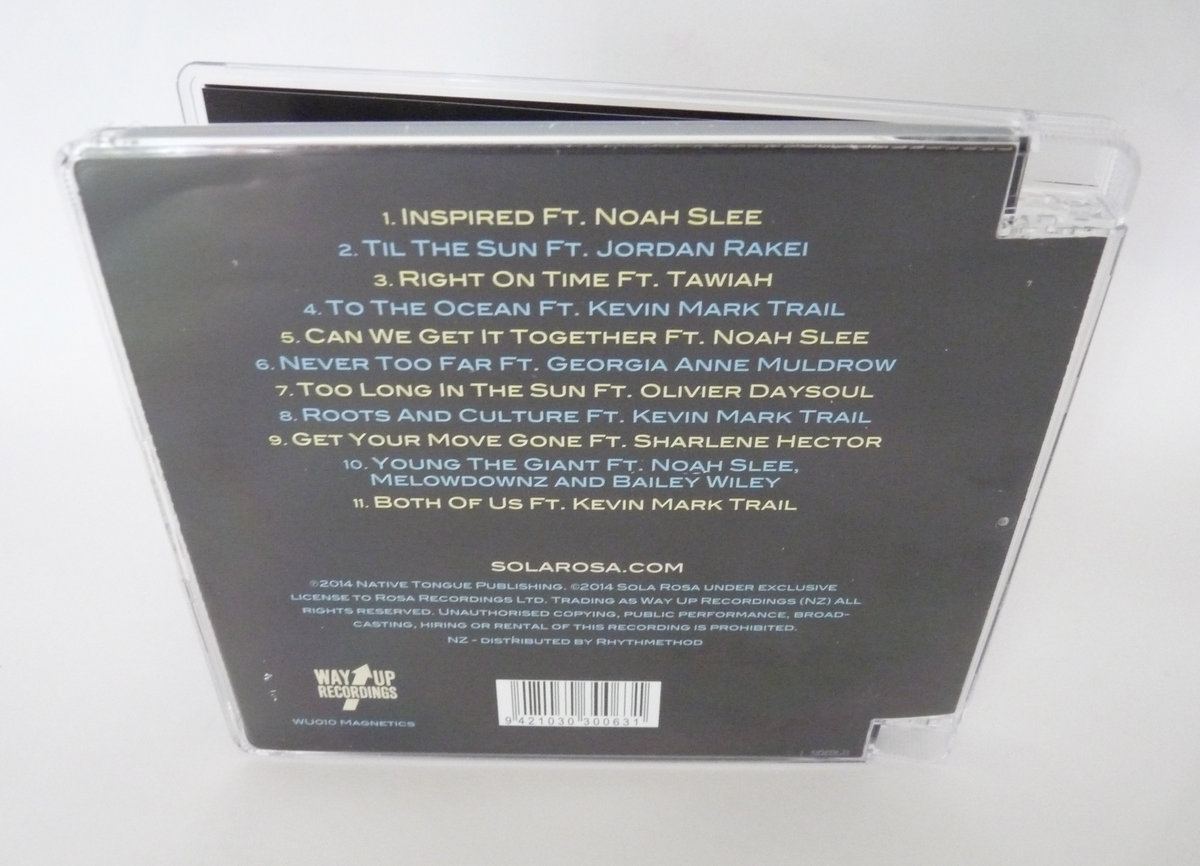 1. Inspired Ft. Noah Slee
2. Til The Sun Ft. Jordan Rakei
3. Right On Time Ft. Tawiah
4. To The Ocean Ft. Kevin Mark Trail
5. Can We Get It Together Ft. Noah Slee
6. Never Too Far Ft. Georgia Anne Muldrow
7. Too Long In The Sun Ft. Olivier Daysoul
8. Roots And Culture Ft. Kevin Mark Trail
9. Get Your Move Gone Ft. Sharlene Hector
10. Young The Giant Ft. Noah Slee,
Melowdownz and Bailey Wiley
11. Both Of Us Ft. Kevin Mark Trail
SOLAROSA.COM
℗2014 Native Tongue Publishing. ©2014 Sola Rosa under exclusive
license to Rosa Recordings Ltd. Trading as Way Up Recordings (NZ) All
rights reserved. Unauthorised copying, public performance, broad-
casting, hiring or rental of this recording is prohibited.
NZ - distributed by Rhythmethod
WAY UP
RECORDINGS
WU010 Magnetics
9 421030 300631